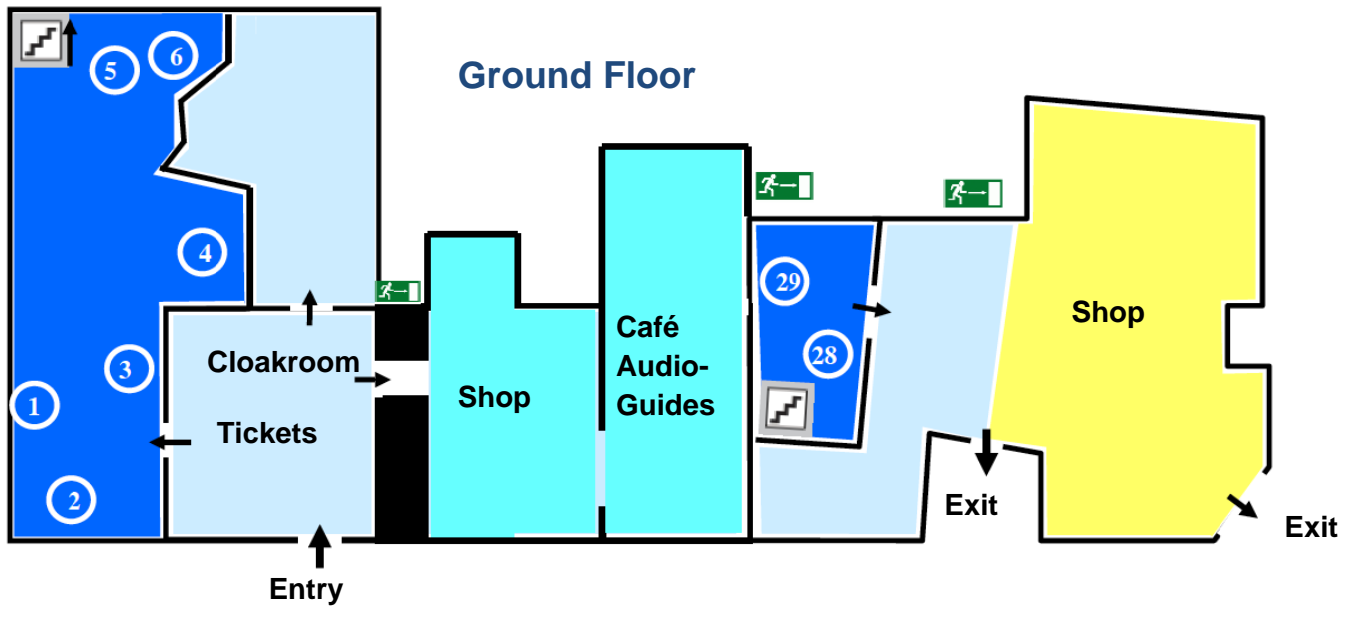 Ground Floor
5
6
4
3
1
2
Cloakroom
Tickets
Entry
Shop
Café
Audio-
Guides
29
28
Shop
Exit
Exit